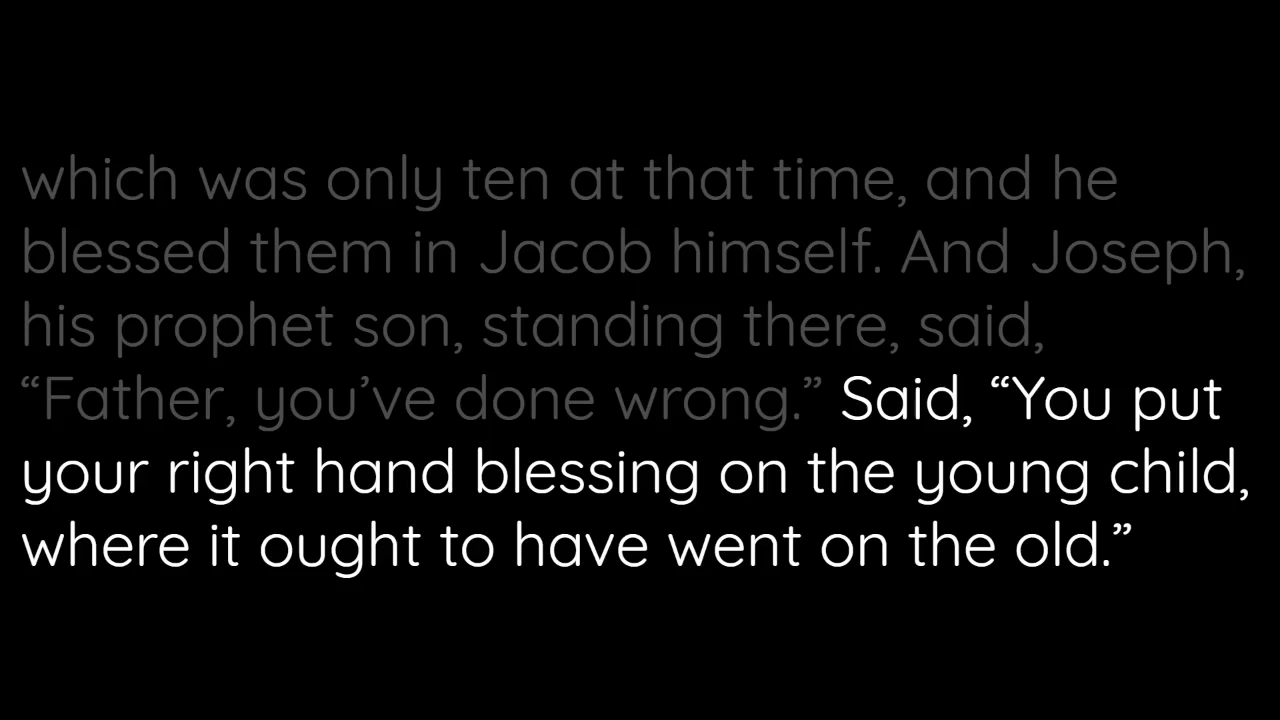 which was only ten at that time, and he
blessed them in Jacob himself. And Joseph,
his prophet son, standing there, said,
“Father, you’ve done wrong.” Said, “You put
your right hand blessing on the young child,
where it ought to have went on the old.”